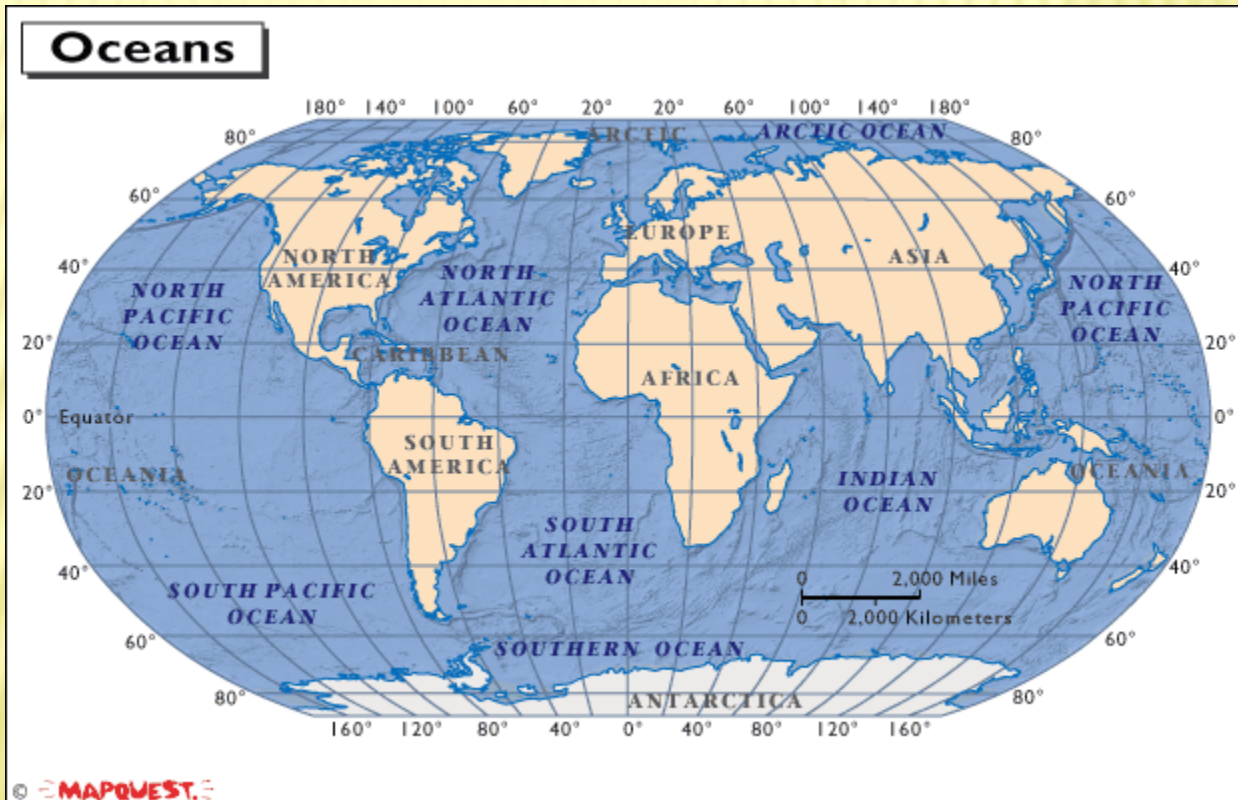 Oceans
180° 140° 100° 60° 20° 20° 60° 100° 140° 180°
80° ARCTIC ARCTIC OCEAN 80°
60° 60°
EUROPE
NORTH AMERICA
ASIA
40° 40°
NORTH
PACIFIC
OCEAN
NORTH
ATLANTIC
OCEAN
NORTH
PACIFIC
OCEAN
20° 20°
CARIBBEAN
AFRICA
0° Equator 0°
SOUTH
AMERICA
OCEANIA
OCEANIA
INDIAN
OCEAN
20° 20°
SOUTH
ATLANTIC
OCEAN
40° 40°
0 2,000 Miles
0 2,000 Kilometers
SOUTH PACIFIC
OCEAN
60° 60°
SOUTHERN OCEAN
80° 80°
ANTARCTICA
160° 120° 80° 40° 0° 40° 80° 120° 160°
© MAPQUEST.